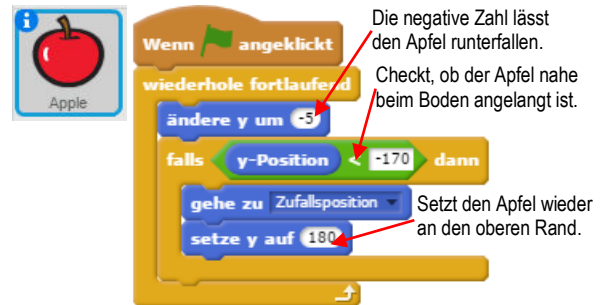 Apple
Wenn angeklickt
wiederhole fortlaufend
ändere y um -5
falls y-Position < -170 dann
gehe zu Zufallsposition
setze y auf 180
Die negative Zahl lässt
den Apfel runterfallen.
Checkt, ob der Apfel nahe
beim Boden angelangt ist.
Setzt den Apfel wieder
an den oberen Rand.